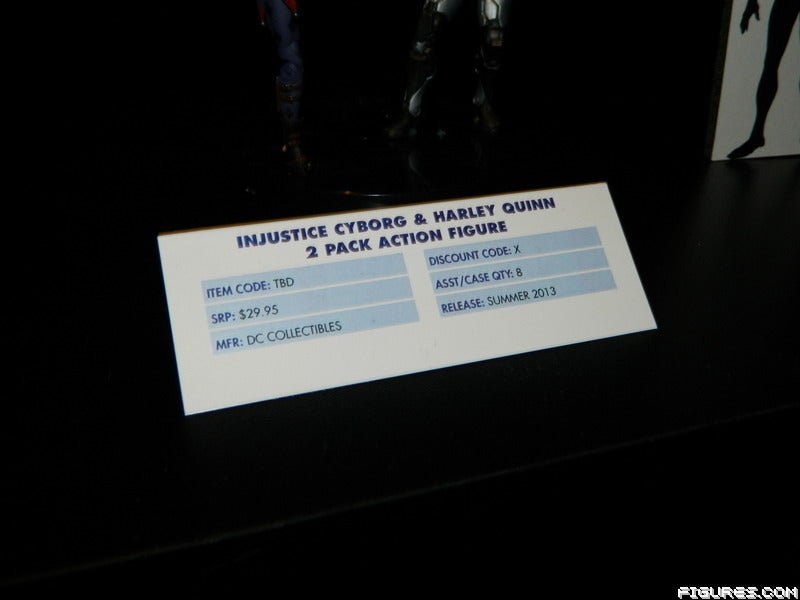 INJUSTICE CYBORG & HARLEY QUINN
2 PACK ACTION FIGURE
ITEM CODE: TBD
SRP: $29.95
MFR: DC COLLECTIBLES
DISCOUNT CODE: X
ASST/CASE QTY: 8
RELEASE: SUMMER 2013
FIGURES.COM